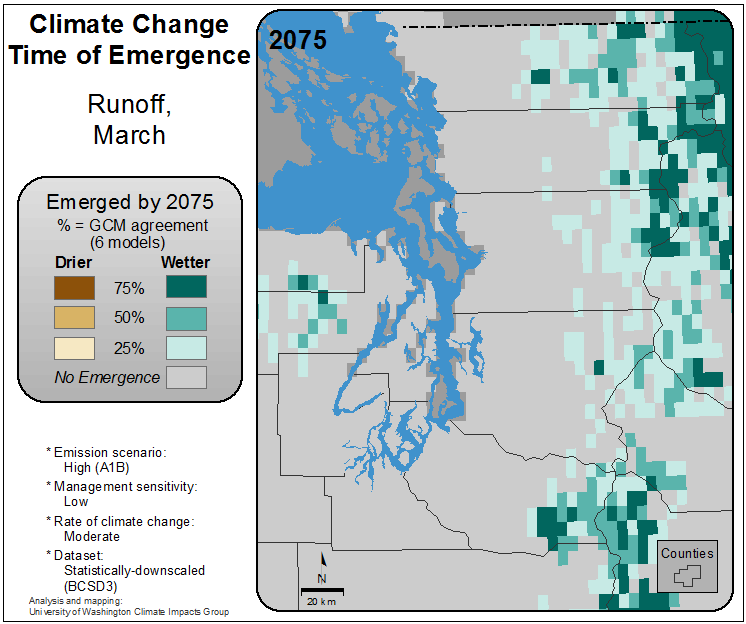 Climate Change
Time of Emergence
Runoff,
March
Emerged by 2075
% = GCM agreement
(6 models)
Drier Wetter
75%
50%
25%
No Emergence
* Emission scenario:
High (A1B)
* Management sensitivity:
Low
* Rate of climate change:
Moderate
* Dataset:
Statistically-downscaled
(BCSD3)
Analysis and mapping:
University of Washington Climate Impacts Group
2075
N
20 km
Counties